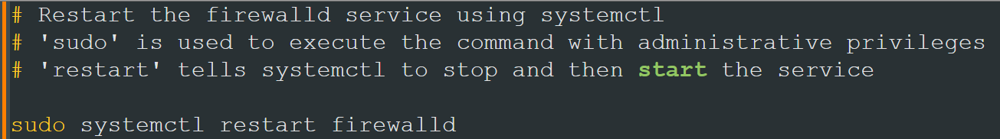 # Restart the firewalld service using systemctl
# 'sudo' is used to execute the command with administrative privileges
# 'restart' tells systemctl to stop and then start the service
sudo systemctl restart firewalld